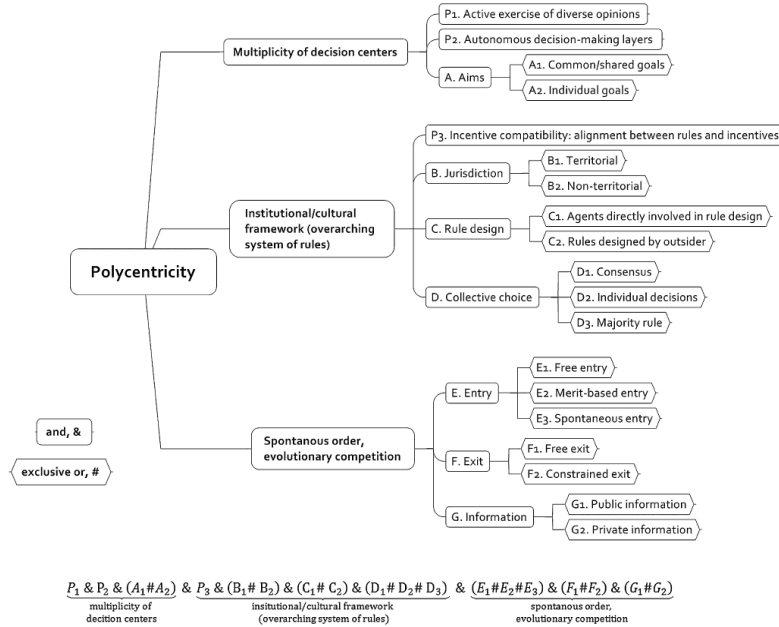 P1. Active exercise of diverse opinions
Multiplicity of decision centers
P2. Autonomous decision-making layers
A. Aims
A1. Common/shared goals
A2. Individual goals
P3. Incentive compatibility: alignment between rules and incentives
B. Jurisdiction
B1. Territorial
B2. Non-territorial
Institutional/cultural
framework (overarching
system of rules)
C. Rule design
C1. Agents directly involved in rule design
C2. Rules designed by outsider
Polycentricity
D. Collective choice
D1. Consensus
D2. Individual decisions
D3. Majority rule
E. Entry
E1. Free entry
E2. Merit-based entry
E3. Spontaneous entry
and, &
exclusive or, #
Spontanous order,
evolutionary competition
F. Exit
F1. Free exit
F2. Constrained exit
G. Information
G1. Public information
G2. Private information
P1 & P2 & (A1#A2) & P3 & (B1# B2) & (C1# C2) & (D1# D2# D3) & (E1#E2#E3) & (F1#F2) & (G1#G2)
multiplicity of
decition centers
insitutional/cultural framework
(overarching system of rules)
spontanous order,
evolutionary competition